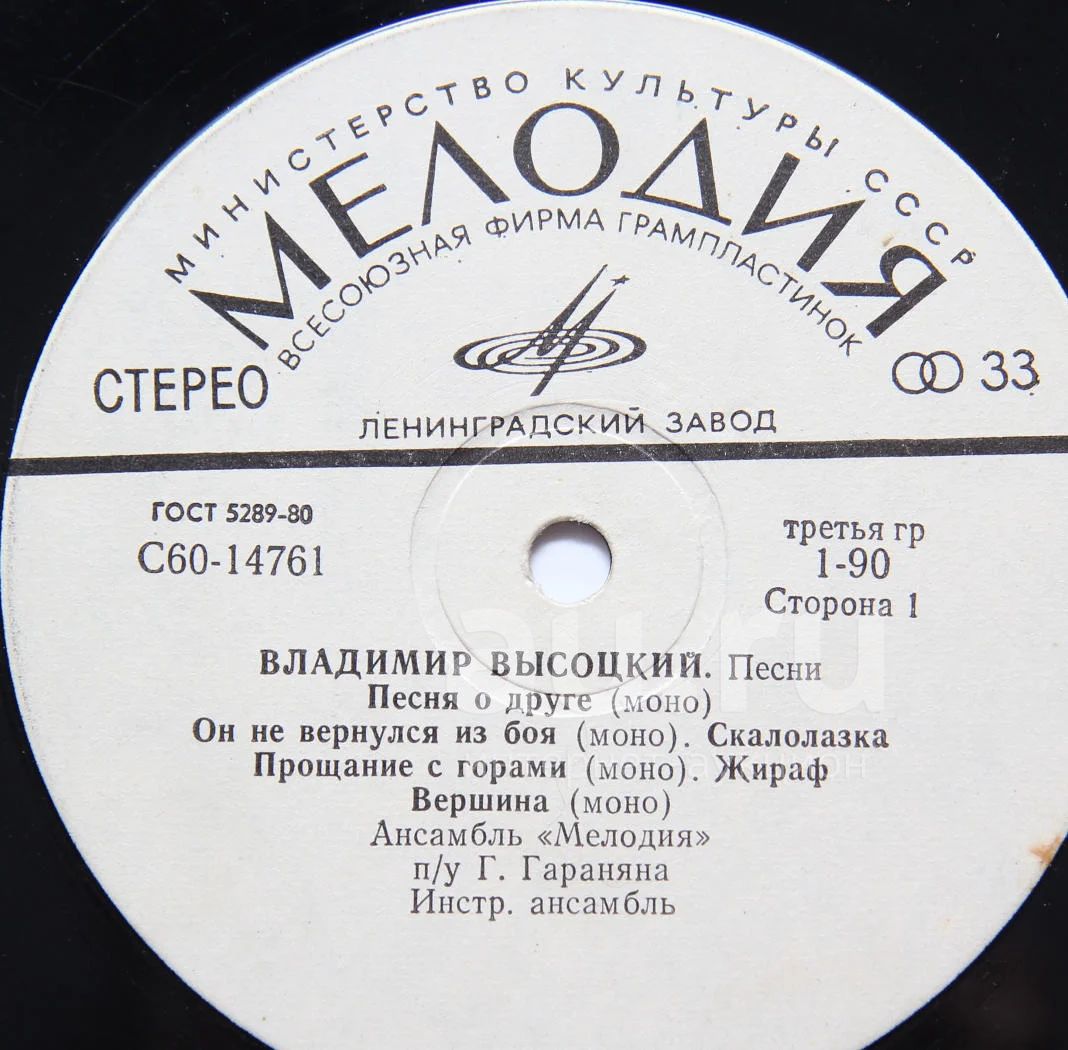 МИНИСТЕРСТВО КУЛЬТУРЫ СССР
МЕЛОДИЯ
ВСЕСОЮЗНАЯ ФИРМА ГРАМПЛАСТИНОК
СТЕРЕО
33
ЛЕНИНГРАДСКИЙ ЗАВОД
ГОСТ 5289-80
С60-14761
третья гр
1-90
Сторона 1
ВЛАДИМИР ВЫСОЦКИЙ. Песни
Песня о друге (моно)
Он не вернулся из боя (моно). Скалолазка
Прощание с горами (моно). Жираф
Вершина (моно)
Ансамбль «Мелодия»
п/у Г. Гараняна
Инстр. ансамбль